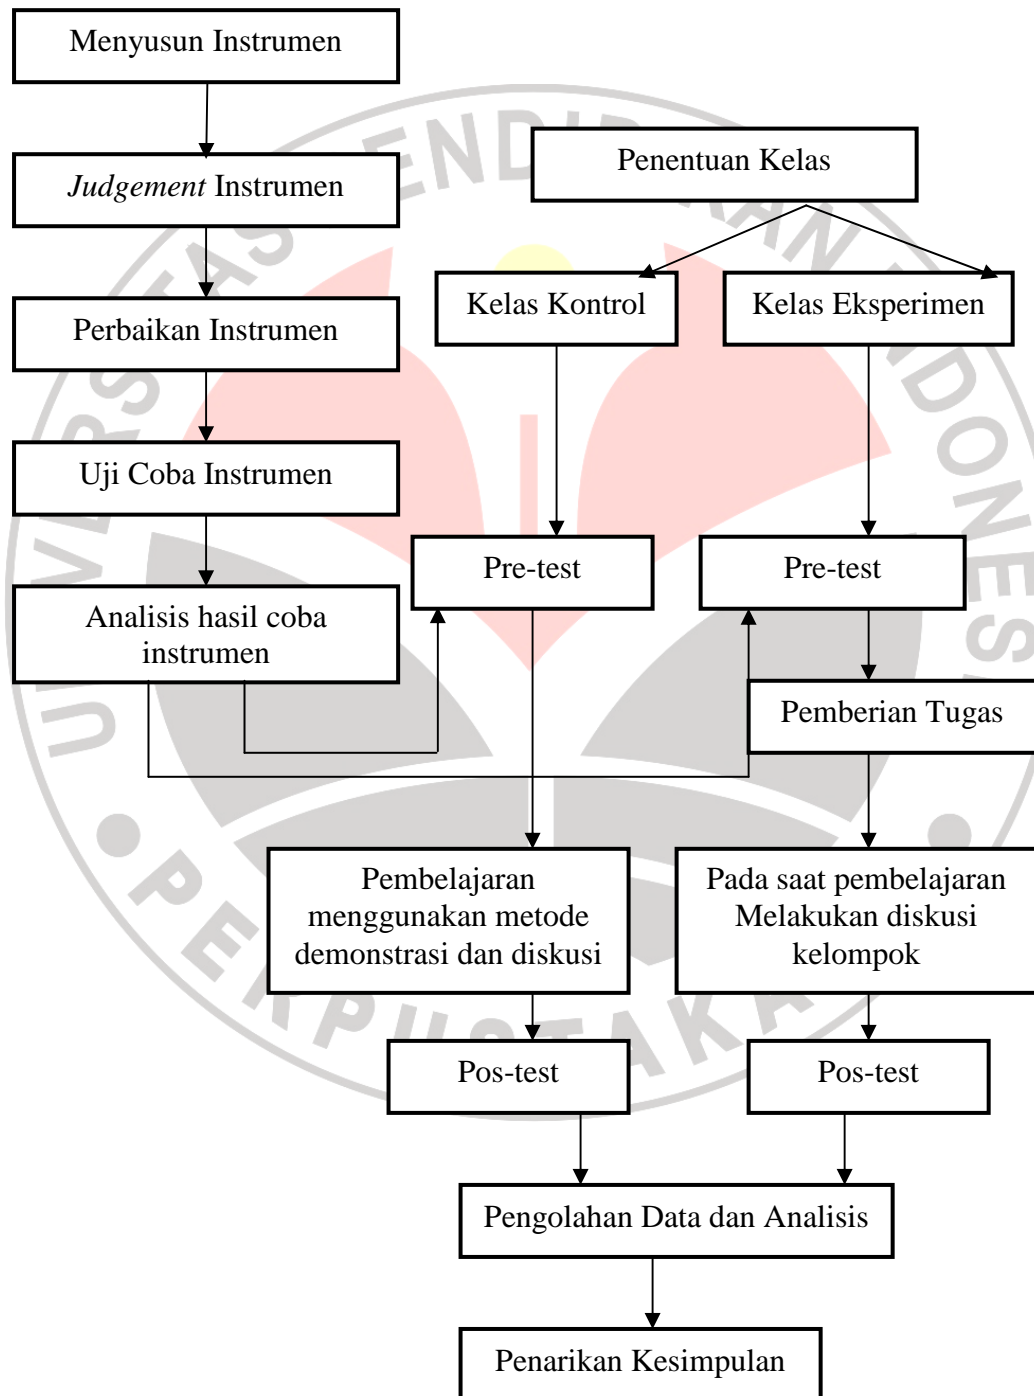 Menyusun Instrumen
Judgement Instrumen
Perbaikan Instrumen
Uji Coba Instrumen
Analisis hasil coba
instrumen
Penentuan Kelas
Kelas Kontrol
Kelas Eksperimen
Pre-test
Pre-test
Pemberian Tugas
Pembelajaran
menggunakan metode
demonstrasi dan diskusi
Pada saat pembelajaran
Melakukan diskusi
kelompok
Pos-test
Pos-test
Pengolahan Data dan Analisis
Penarikan Kesimpulan